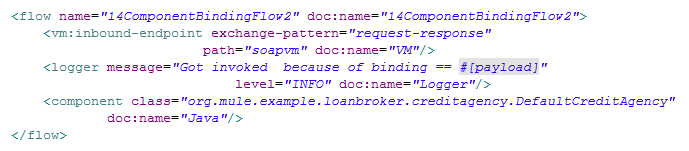 <flow name="14ComponentBindingFlow2" doc:name="14ComponentBindingFlow2">
<vm:inbound-endpoint exchange-pattern="request-response"
path="soapvm" doc:name="VM"/>
<logger message="Got invoked  because of binding == #[payload]"
level="INFO" doc:name="Logger"/>
<component class="org.mule.example.loanbroker.creditagency.DefaultCreditAgency"
doc:name="Java"/>
</flow>